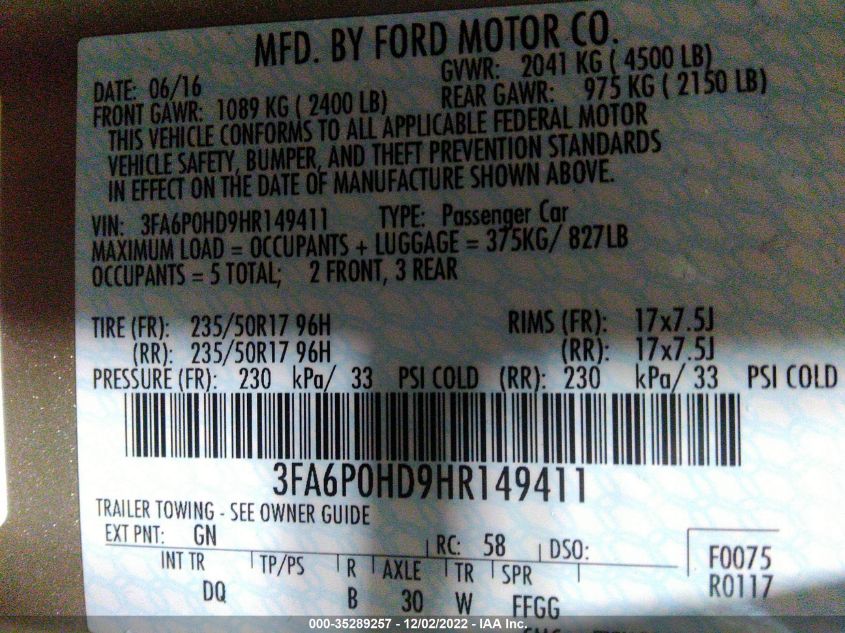 MFD. BY FORD MOTOR CO.
DATE: 06/16 GVWR: 2041 KG ( 4500 LB)
FRONT GAWR: 1089 KG ( 2400 LB) REAR GAWR: 975 KG ( 2150 LB)
THIS VEHICLE CONFORMS TO ALL APPLICABLE FEDERAL MOTOR
VEHICLE SAFETY, BUMPER, AND THEFT PREVENTION STANDARDS
IN EFFECT ON THE DATE OF MANUFACTURE SHOWN ABOVE.
VIN: 3FA6P0HD9HR149411 TYPE: Passenger Car
MAXIMUM LOAD = OCCUPANTS + LUGGAGE = 375KG/ 827LB
OCCUPANTS = 5 TOTAL; 2 FRONT, 3 REAR
TIRE (FR): 235/50R17 96H RIMS (FR): 17x7.5J
(RR): 235/50R17 96H (RR): 17x7.5J
PRESSURE (FR): 230 kPa/ 33 PSI COLD (RR): 230 kPa/ 33 PSI COLD
3FA6P0HD9HR149411
TRAILER TOWING - SEE OWNER GUIDE
EXT PNT: GN RC: 58 DSO: F0075
INT TR TP/PS R AXLE TR SPR R0117
DQ B 30 W FFGG
000-35289257 - 12/02/2022 - IAA Inc.